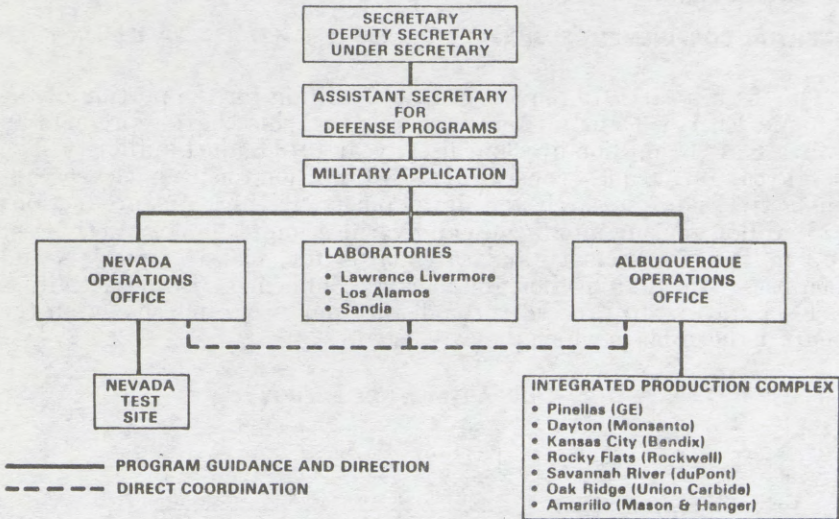 SECRETARY
DEPUTY SECRETARY
UNDER SECRETARY
ASSISTANT SECRETARY
FOR
DEFENSE PROGRAMS
MILITARY APPLICATION
NEVADA
OPERATIONS
OFFICE
LABORATORIES
• Lawrence Livermore
• Los Alamos
• Sandia
ALBUQUERQUE
OPERATIONS
OFFICE
NEVADA
TEST
SITE
INTEGRATED PRODUCTION COMPLEX
• Pinellas (GE)
• Dayton (Monsanto)
• Kansas City (Bendix)
• Rocky Flats (Rockwell)
• Savannah River (duPont)
• Oak Ridge (Union Carbide)
• Amarillo (Mason & Hanger)
PROGRAM GUIDANCE AND DIRECTION
DIRECT COORDINATION